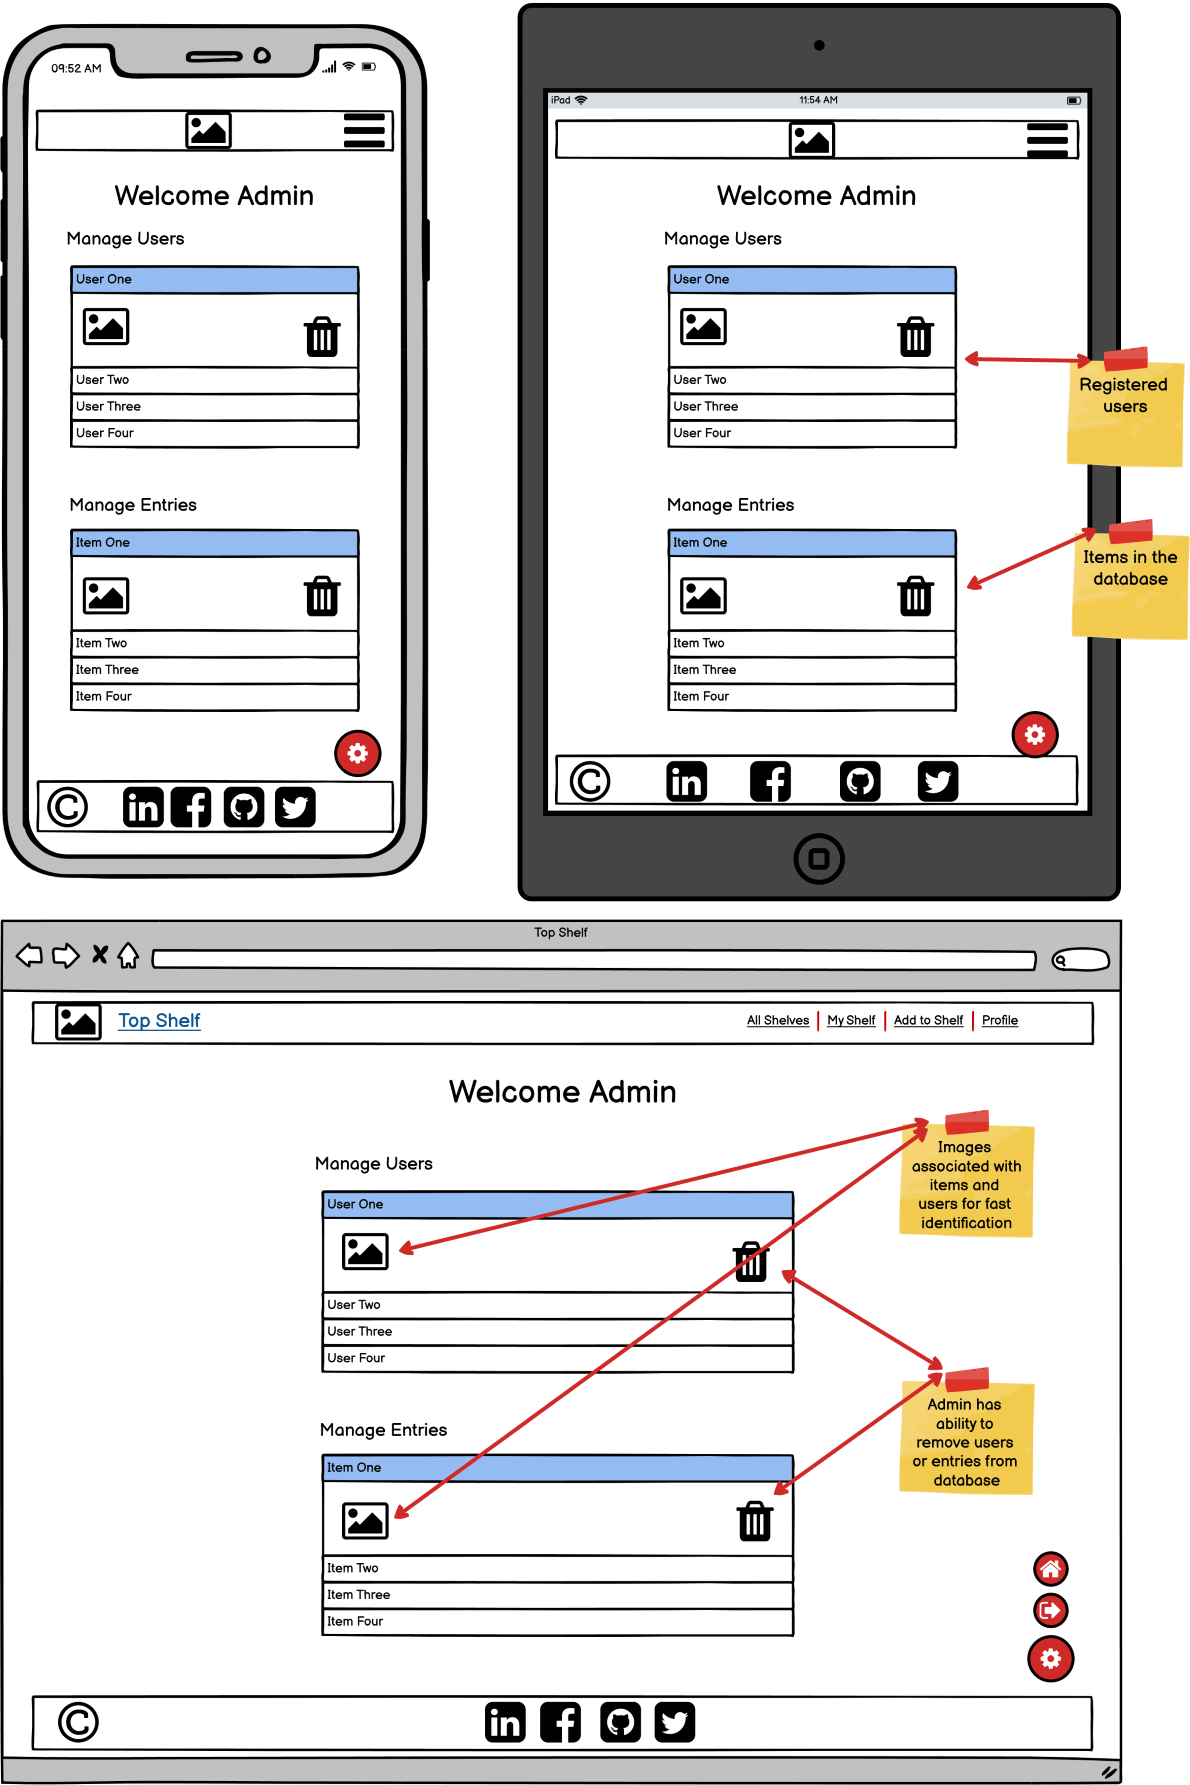 09:52 AM
Welcome Admin
Manage Users
User One
User Two
User Three
User Four
Manage Entries
Item One
Item Two
Item Three
Item Four
©
in
iPad
11:54 AM
Welcome Admin
Manage Users
User One
User Two
User Three
User Four
Registered
users
Manage Entries
Item One
Item Two
Item Three
Item Four
Items in the
database
©
in
Top Shelf
Top Shelf
All Shelves | My Shelf | Add to Shelf | Profile
Welcome Admin
Manage Users
User One
User Two
User Three
User Four
Images
associated with
items and
users for fast
identification
Manage Entries
Item One
Item Two
Item Three
Item Four
Admin has
ability to
remove users
or entries from
database
©
in